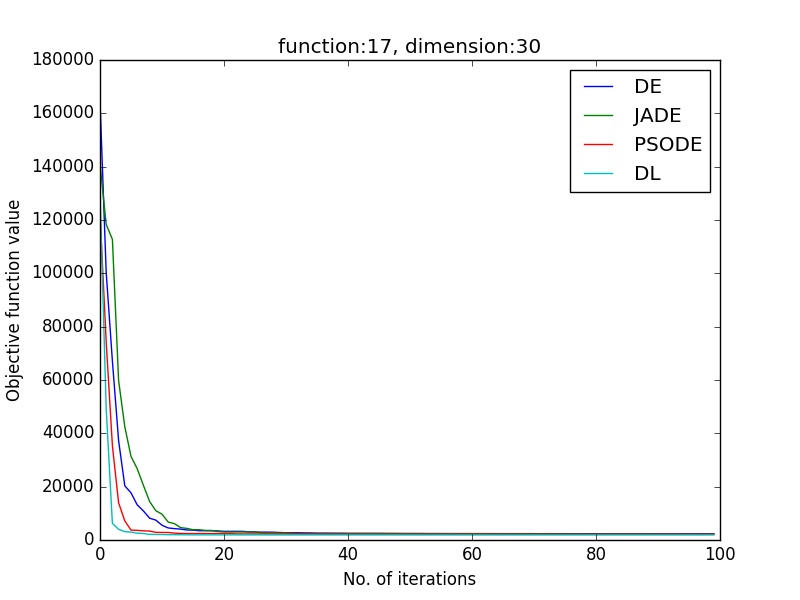 function:17, dimension:30
180000
160000
140000
120000
100000
80000
60000
40000
20000
0
Objective function value
DE
JADE
PSODE
DL
0 20 40 60 80 100
No. of iterations